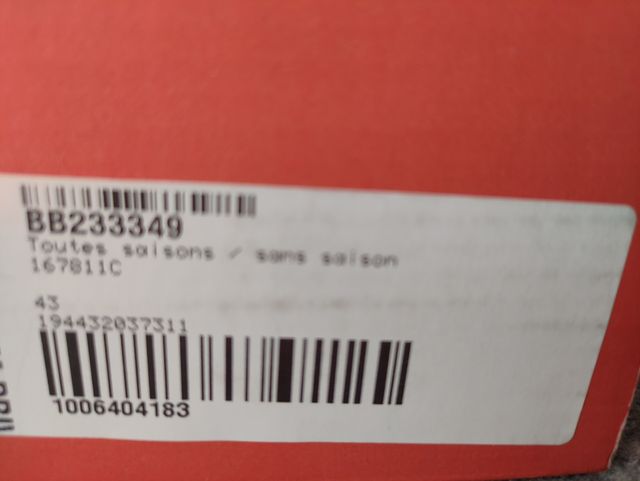 BB233349
Toutes saisons / sans saison
167811C
43
194432037311
1006404183